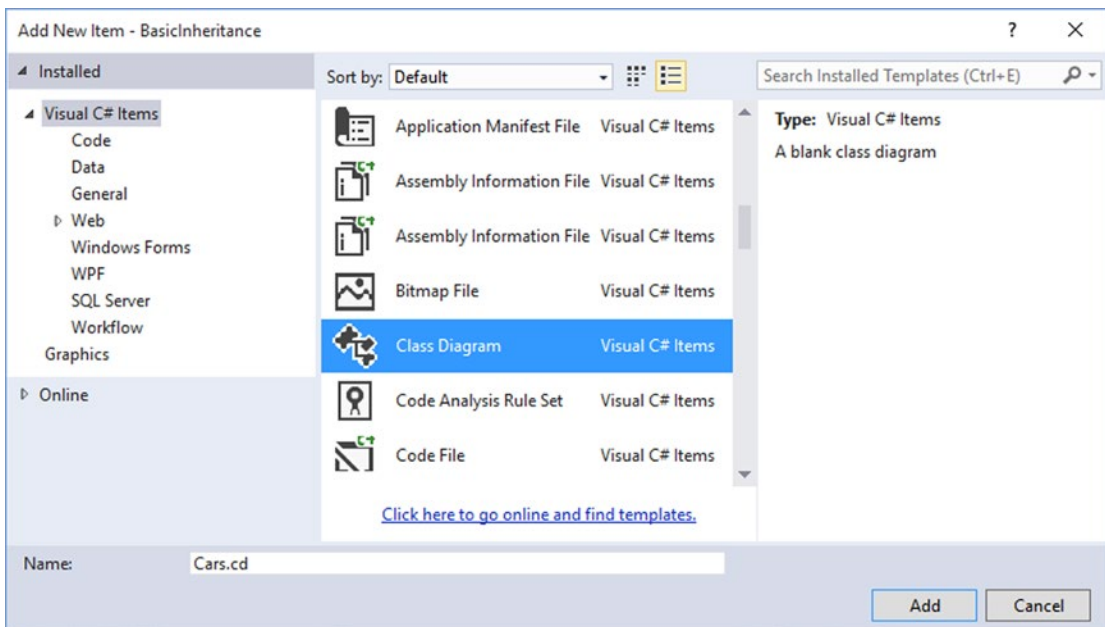 Add New Item - BasicInheritance
?
Installed
Visual C# Items
Code
Data
General
Web
Windows Forms
WPF
SQL Server
Workflow
Graphics
Online
Sort by: Default
Search Installed Templates (Ctrl+E)
Application Manifest File Visual C# Items
Assembly Information File Visual C# Items
Assembly Information File Visual C# Items
Bitmap File Visual C# Items
Class Diagram Visual C# Items
Code Analysis Rule Set Visual C# Items
Code File Visual C# Items
Click here to go online and find templates.
Type: Visual C# Items
A blank class diagram
Name: Cars.cd
Add Cancel